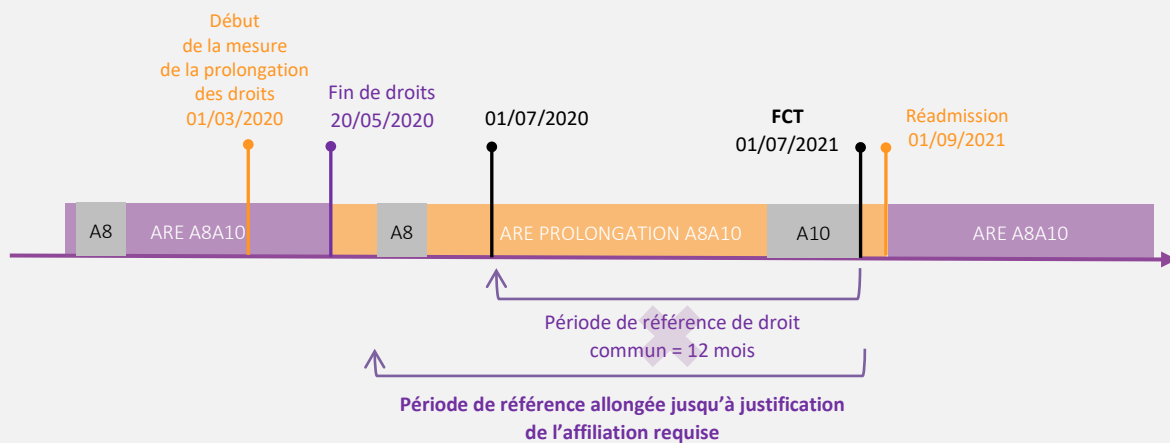 Début
de la mesure
de la prolongation
des droits
01/03/2020
Fin de droits
20/05/2020
01/07/2020
FCT
01/07/2021
Réadmission
01/09/2021
A8
ARE A8A10
A8
ARE PROLONGATION A8A10
A10
ARE A8A10
Période de référence de droit
commun = 12 mois
Période de référence allongée jusqu'à justification
de l'affiliation requise